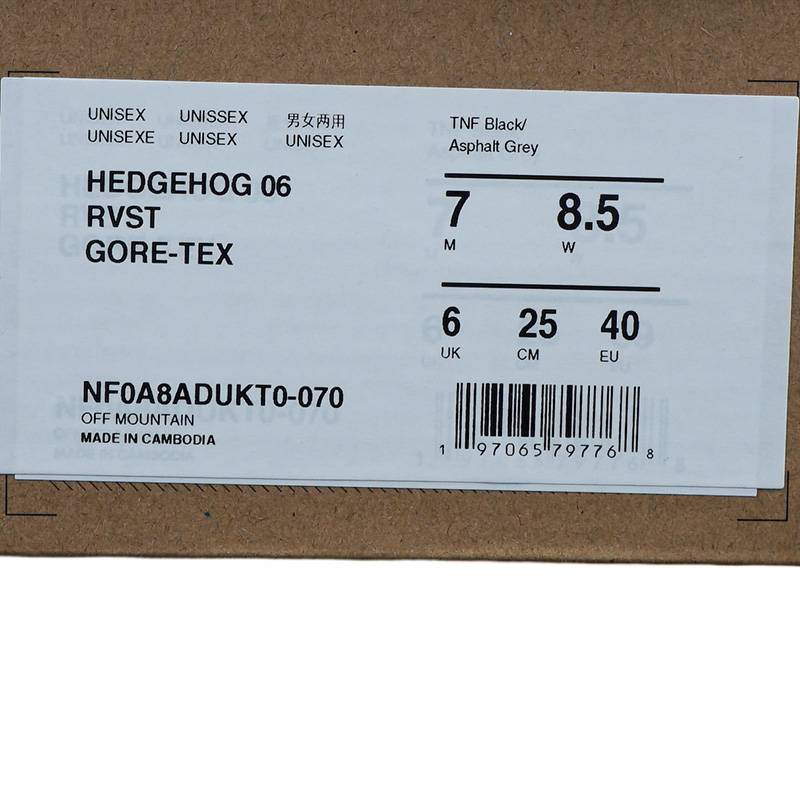 UNISEX UNISSEX 男女两用
UNISEXE UNISEX UNISEX
HEDGEHOG 06
RVST
GORE-TEX
NF0A8ADUKT0-070
OFF MOUNTAIN
MADE IN CAMBODIA
TNF Black/
Asphalt Grey
7 8.5
M W
6 25 40
UK CM EU
1 97065 79776 8